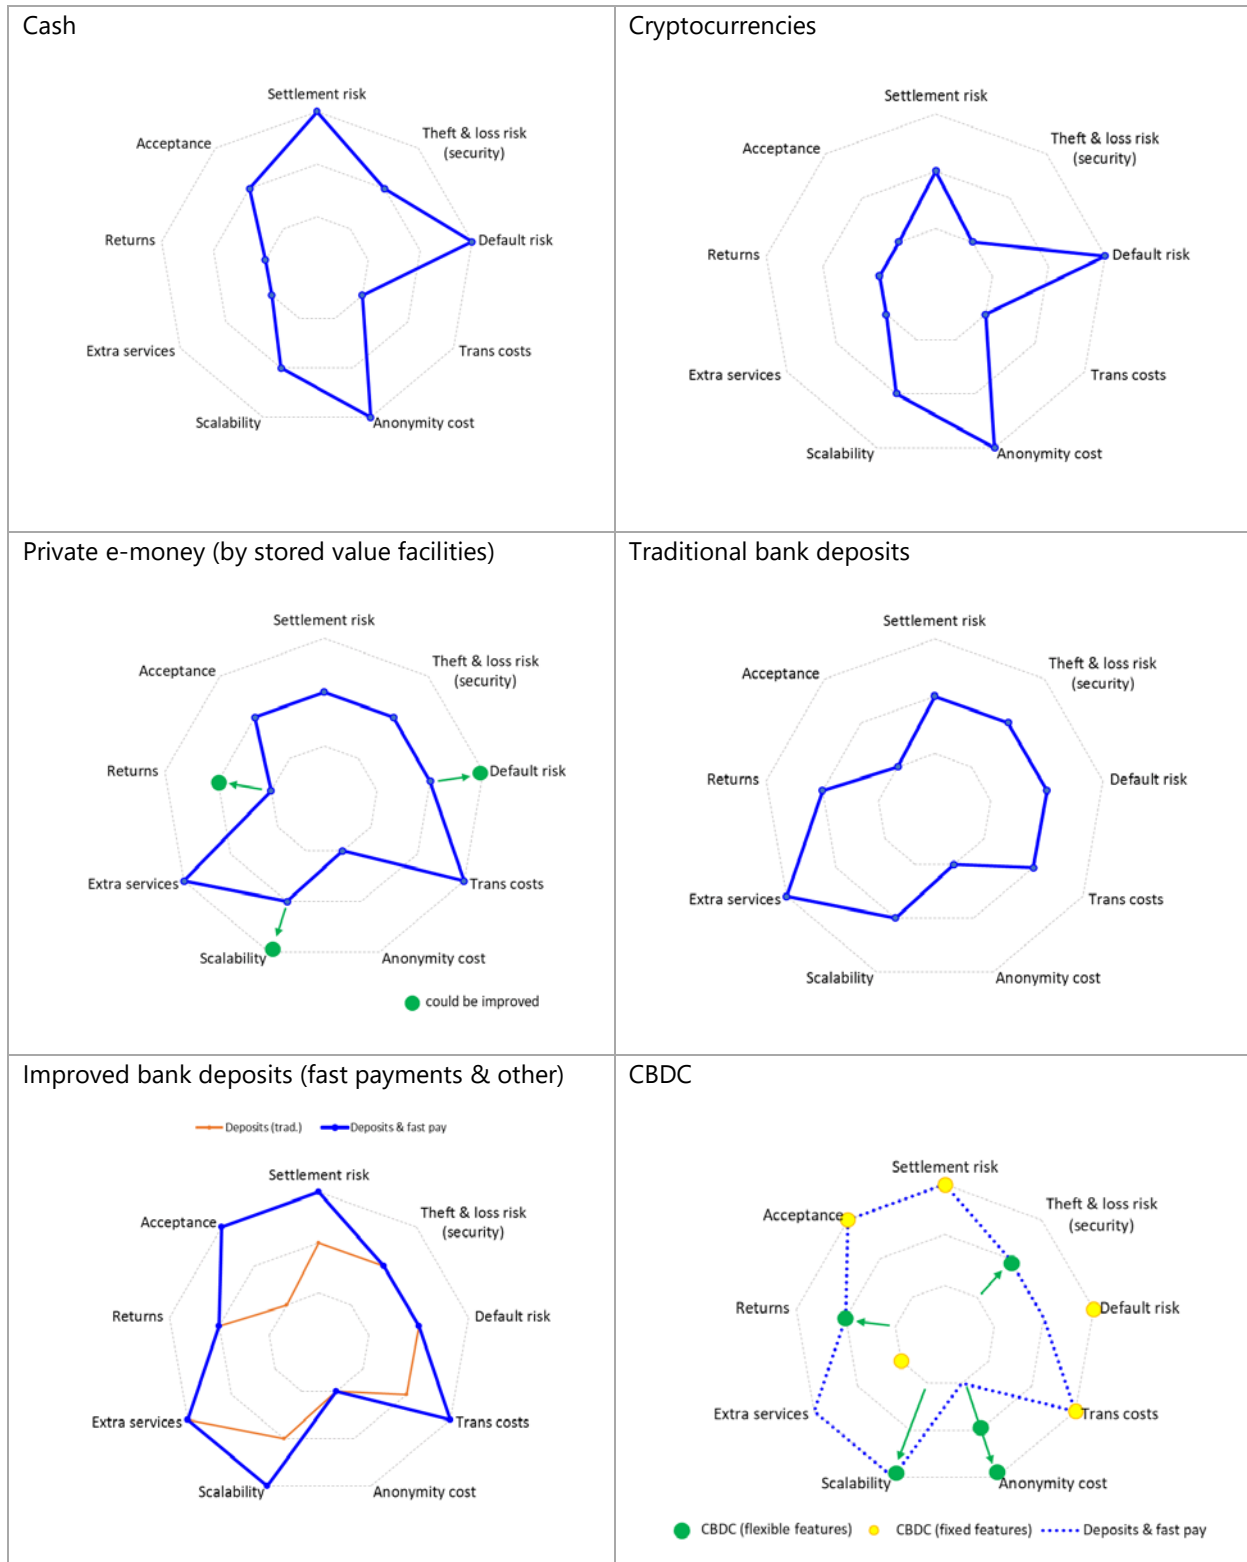 Cash
Settlement risk
Theft & loss risk
(security)
Acceptance
Returns
Default risk
Extra services
Trans costs
Scalability
Anonymity cost
Cryptocurrencies
Settlement risk
Theft & loss risk
(security)
Acceptance
Returns
Default risk
Extra services
Trans costs
Scalability
Anonymity cost
Private e-money (by stored value facilities)
Settlement risk
Theft & loss risk
(security)
Acceptance
Returns
Default risk
Extra services
Trans costs
Scalability
Anonymity cost
could be improved
Traditional bank deposits
Settlement risk
Theft & loss risk
(security)
Acceptance
Returns
Default risk
Extra services
Trans costs
Scalability
Anonymity cost
Improved bank deposits (fast payments & other)
Deposits (trad.)
Deposits & fast pay
Settlement risk
Theft & loss risk
(security)
Acceptance
Returns
Default risk
Extra services
Trans costs
Scalability
Anonymity cost
CBDC
Settlement risk
Theft & loss risk
(security)
Acceptance
Returns
Default risk
Extra services
Trans costs
Scalability
Anonymity cost
CBDC (flexible features)
CBDC (fixed features)
Deposits & fast pay